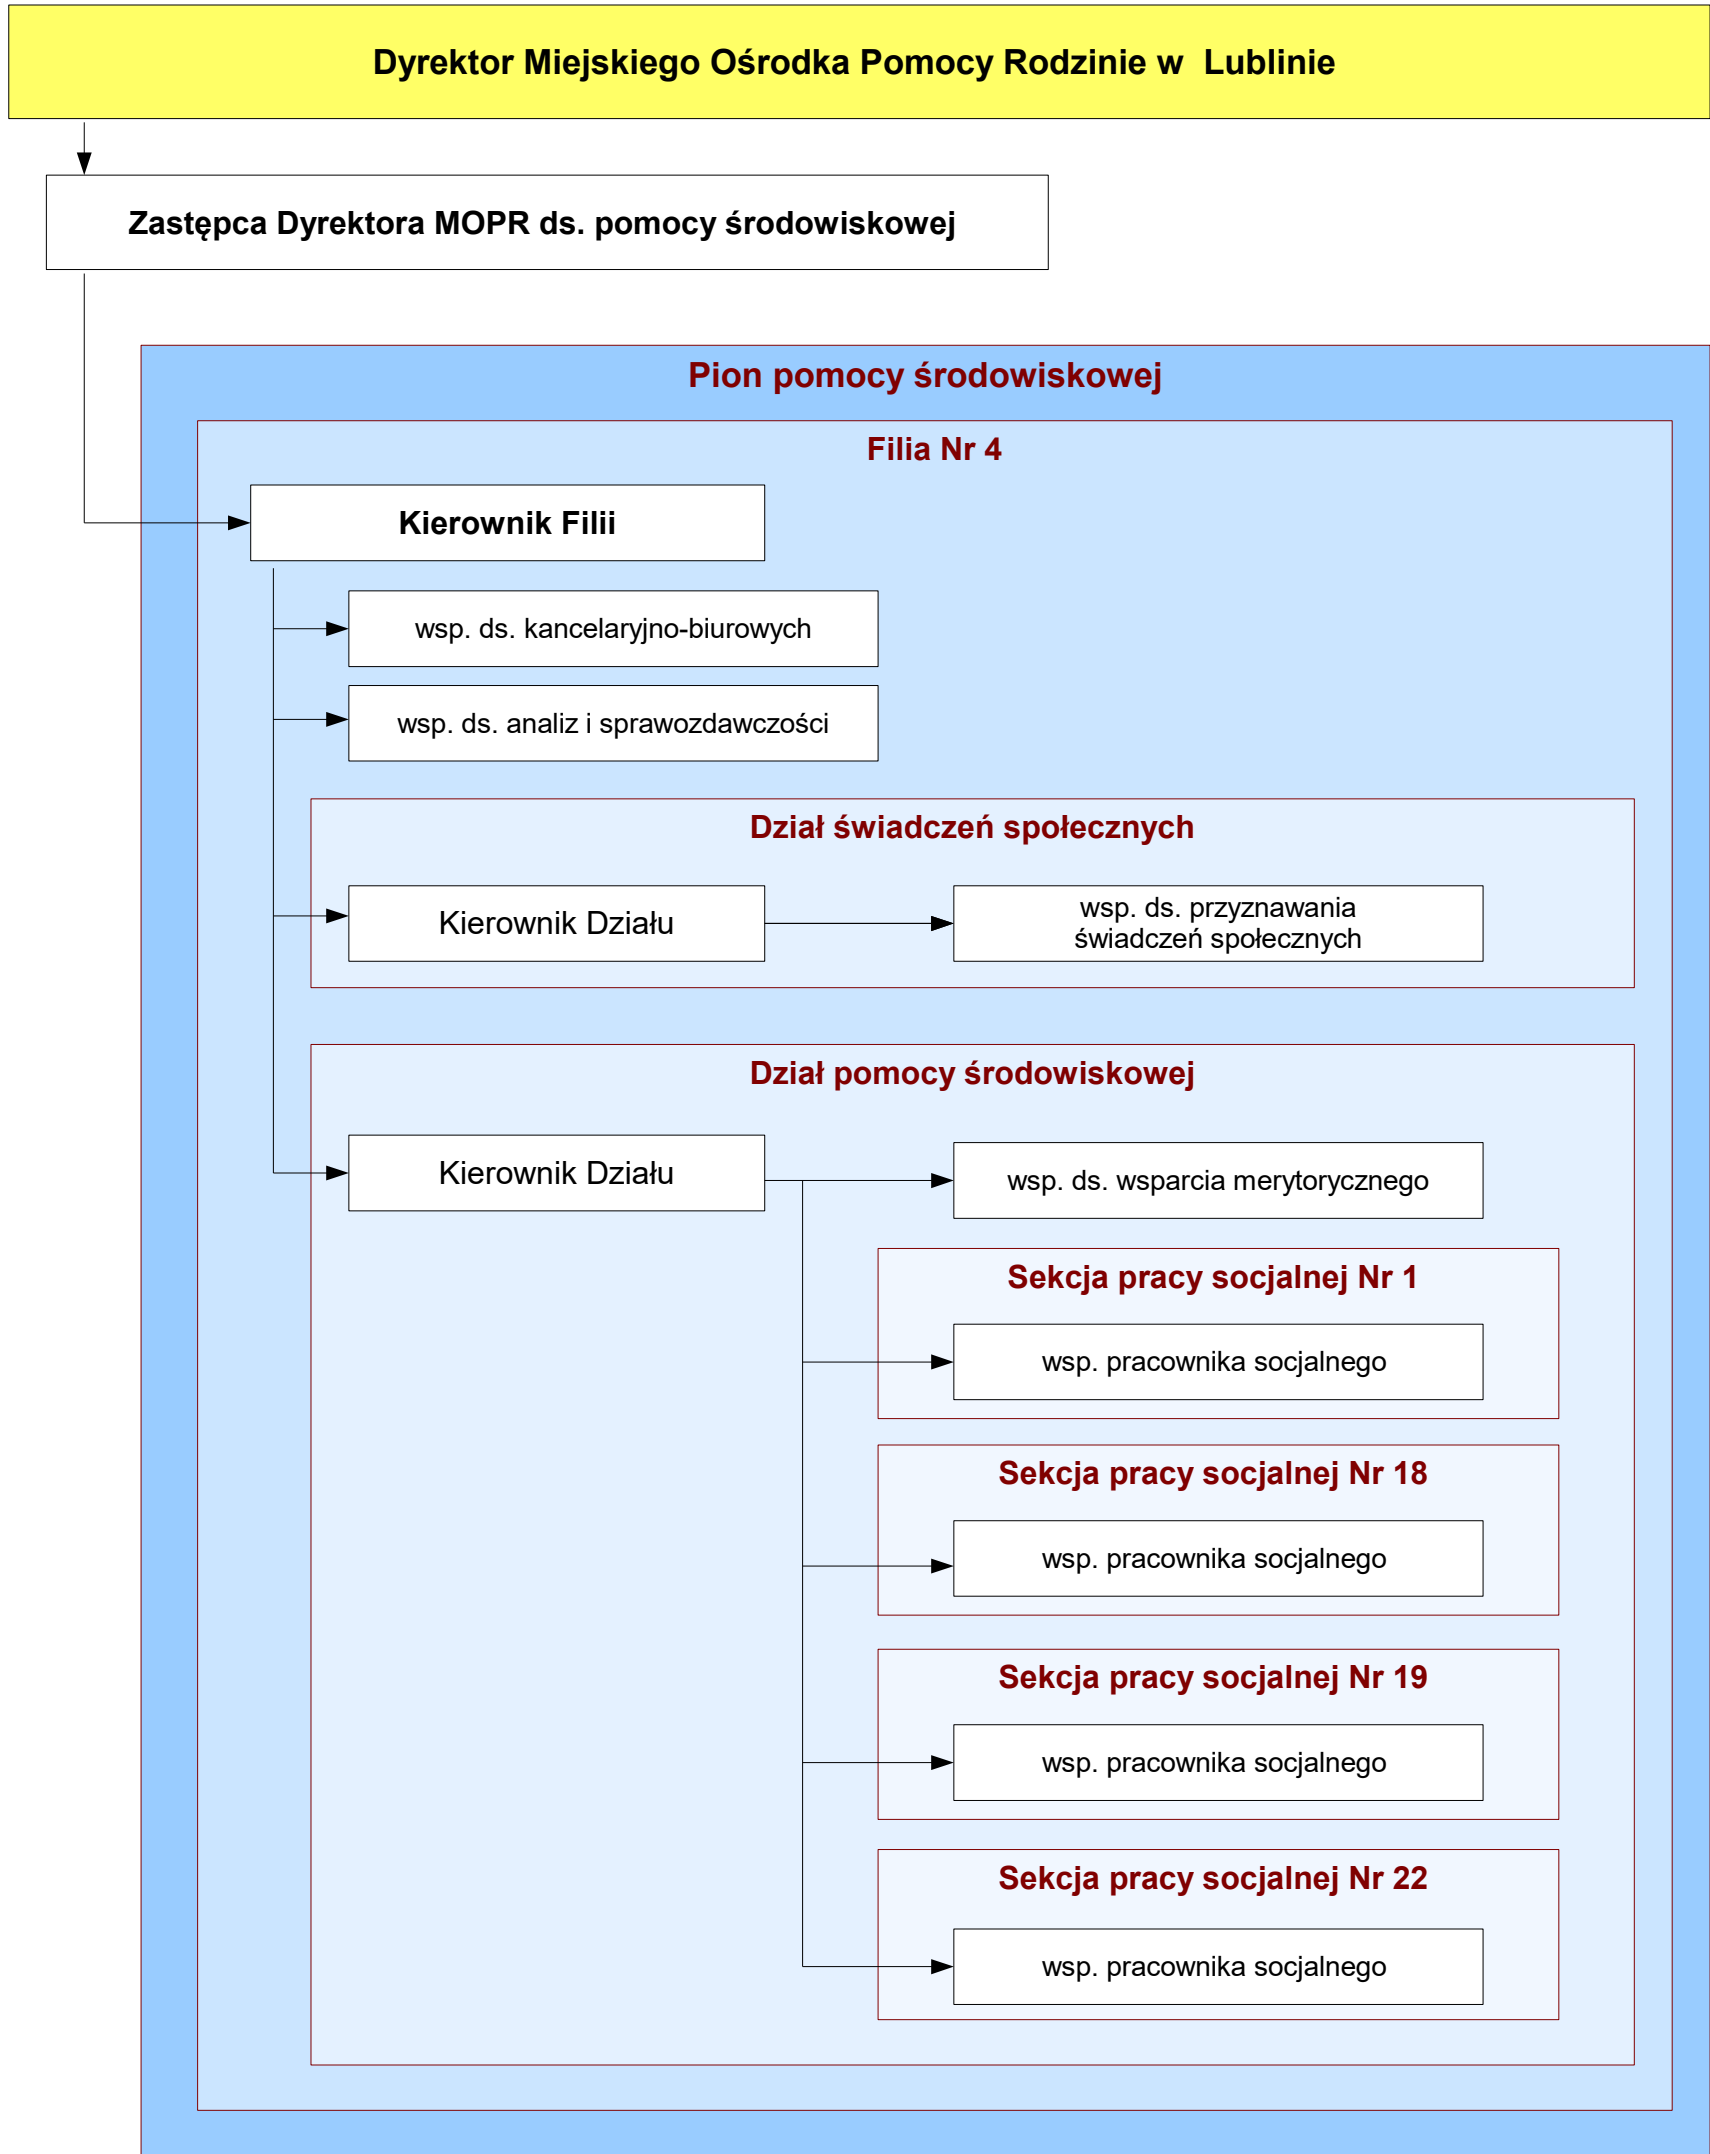 Dyrektor Miejskiego Ośrodka Pomocy Rodzinie w Lublinie
Zastępca Dyrektora MOPR ds. pomocy środowiskowej
Pion pomocy środowiskowej
Filia Nr 4
Kierownik Filii
wsp. ds. kancelaryjno-biurowych
wsp. ds. analiz i sprawozdawczości
Dział świadczeń społecznych
Kierownik Działu
wsp. ds. przyznawania
świadczeń społecznych
Dział pomocy środowiskowej
Kierownik Działu
wsp. ds. wsparcia merytorycznego
Sekcja pracy socjalnej Nr 1
wsp. pracownika socjalnego
Sekcja pracy socjalnej Nr 18
wsp. pracownika socjalnego
Sekcja pracy socjalnej Nr 19
wsp. pracownika socjalnego
Sekcja pracy socjalnej Nr 22
wsp. pracownika socjalnego